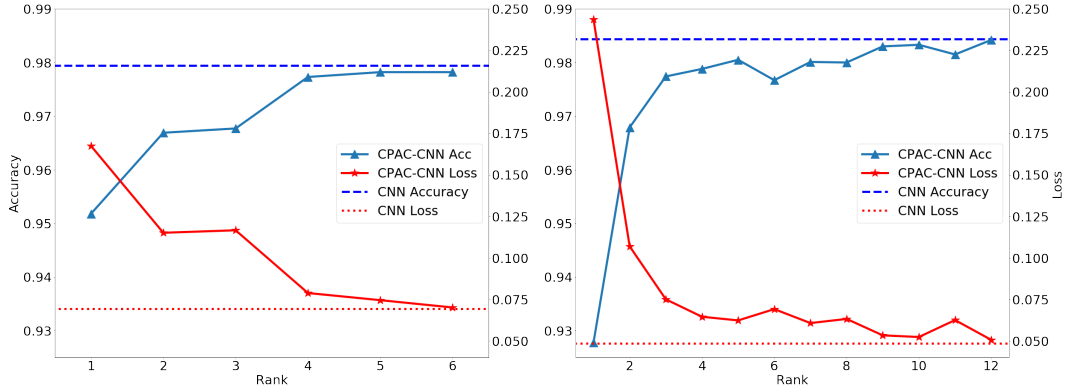 0.99
0.98
0.97
0.96
0.95
0.94
0.93
Accuracy
0.250
0.225
0.200
0.175
0.150
0.125
0.100
0.075
0.050
CPAC-CNN Acc
CPAC-CNN Loss
CNN Accuracy
CNN Loss
1 2 3 4 5 6
Rank
0.99
0.98
0.97
0.96
0.95
0.94
0.93
0.250
0.225
0.200
0.175
0.150
0.125
0.100
0.075
0.050
Loss
CPAC-CNN Acc
CPAC-CNN Loss
CNN Accuracy
CNN Loss
2 4 6 8 10 12
Rank